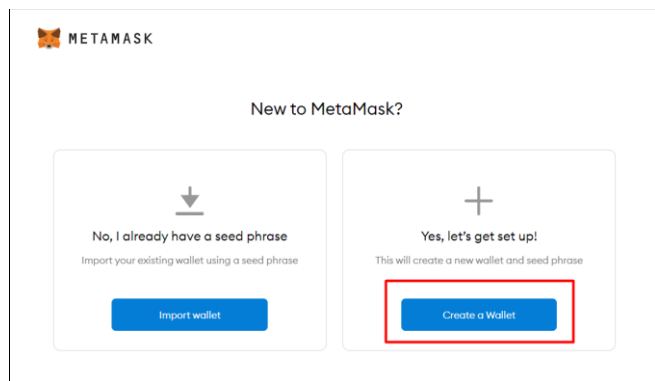 METAMASK
New to MetaMask?
No, I already have a seed phrase
Import your existing wallet using a seed phrase
Import wallet
Yes, let's get set up!
This will create a new wallet and seed phrase
Create a Wallet